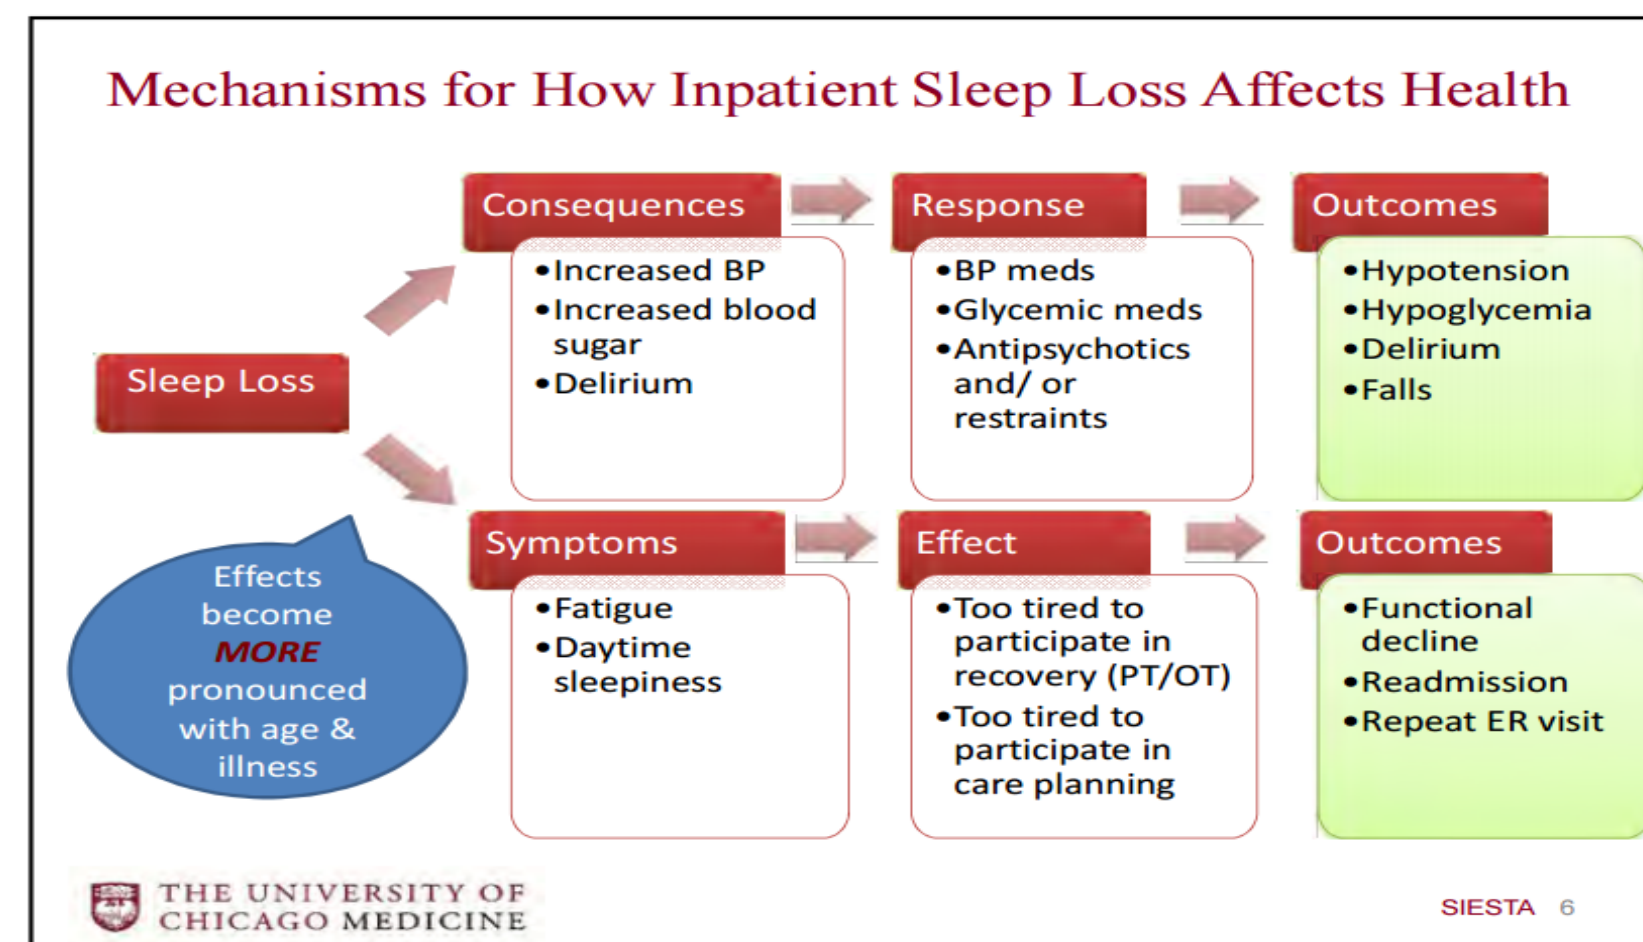 Mechanisms for How Inpatient Sleep Loss Affects Health
Sleep Loss
Consequences
•Increased BP
•Increased blood
sugar
•Delirium
Response
•BP meds
•Glycemic meds
•Antipsychotics
and/ or
restraints
Outcomes
•Hypotension
•Hypoglycemia
•Delirium
•Falls
Symptoms
•Fatigue
•Daytime
sleepiness
Effect
•Too tired to
participate in
recovery (PT/OT)
•Too tired to
participate in
care planning
Outcomes
•Functional
decline
•Readmission
•Repeat ER visit
Effects
become
MORE
pronounced
with age &
illness
THE UNIVERSITY OF
CHICAGO MEDICINE
SIESTA 6